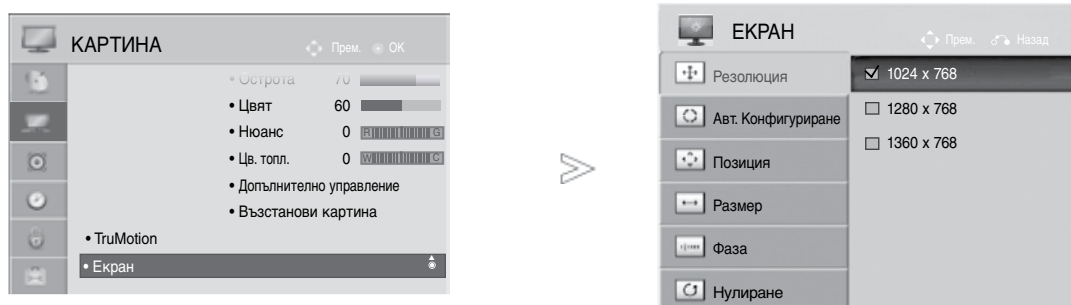 КАРТИНА
Прем. OK
• Острота 70
• Цвят 60
• Нюанс 0 R G
• Цв. топл. 0 W C
• Допълнително управление
• Възстанови картина
• TruMotion
• Екран
ЕКРАН
Прем. Назад
Резолюция
Авт. Конфигуриране
Позиция
Размер
Фаза
Нулиране
1024 x 768
1280 x 768
1360 x 768